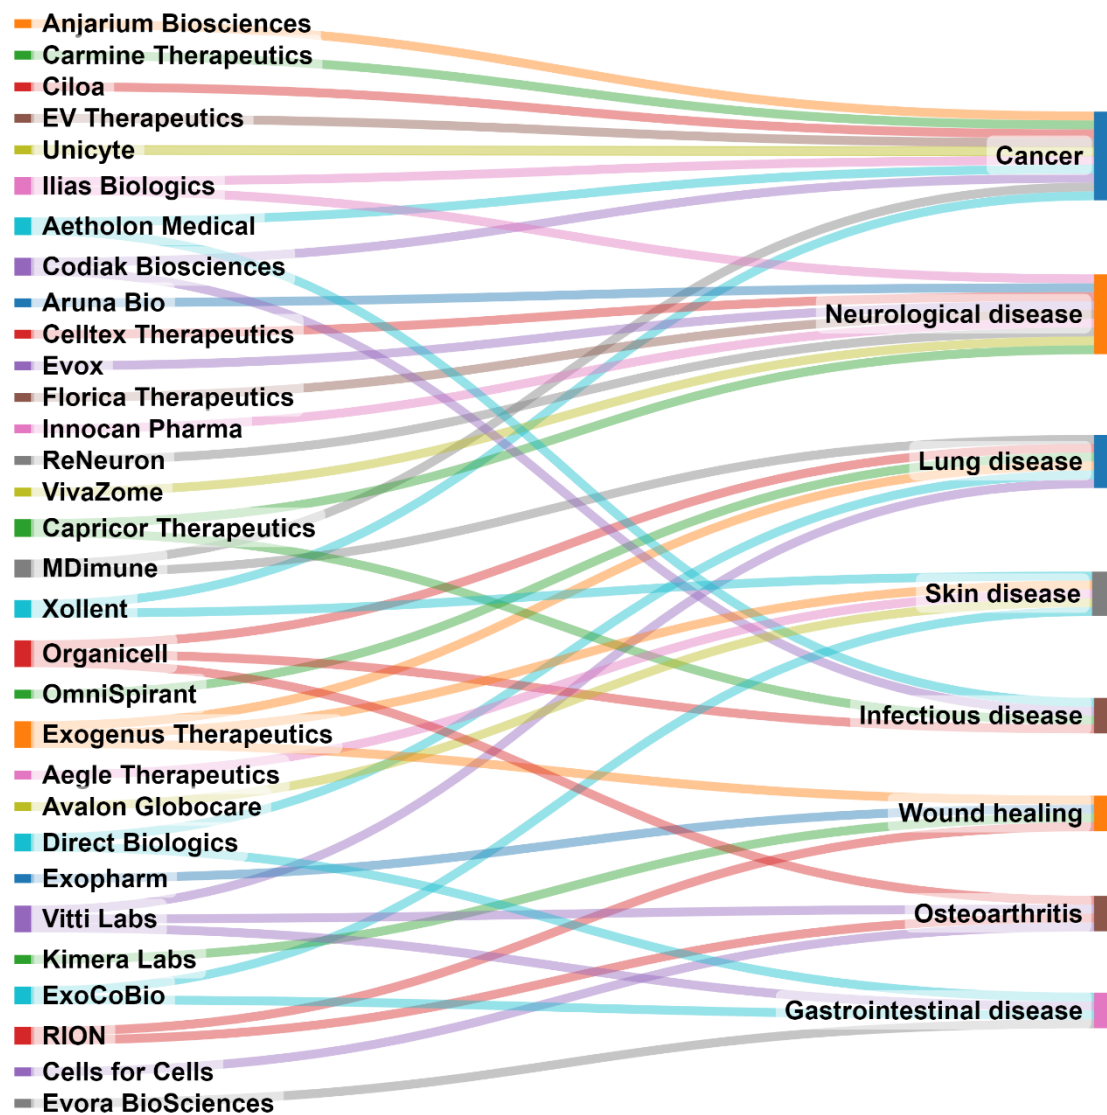 Anjarium Biosciences
Carmine Therapeutics
Ciloa
EV Therapeutics
Unicyte
Ilias Biologics
Aetholon Medical
Codiak Biosciences
Aruna Bio
Celltex Therapeutics
Evox
Florica Therapeutics
Innocan Pharma
ReNeuron
VivaZome
Capricor Therapeutics
MDimune
Xollent
Organicell
OmniSpirant
Exogenus Therapeutics
Aegle Therapeutics
Avalon Globocare
Direct Biologics
Exopharm
Vitti Labs
Kimera Labs
ExoCoBio
RION
Cells for Cells
Evora BioSciences
Cancer
Neurological disease
Lung disease
Skin disease
Infectious disease
Wound healing
Osteoarthritis
Gastrointestinal disease